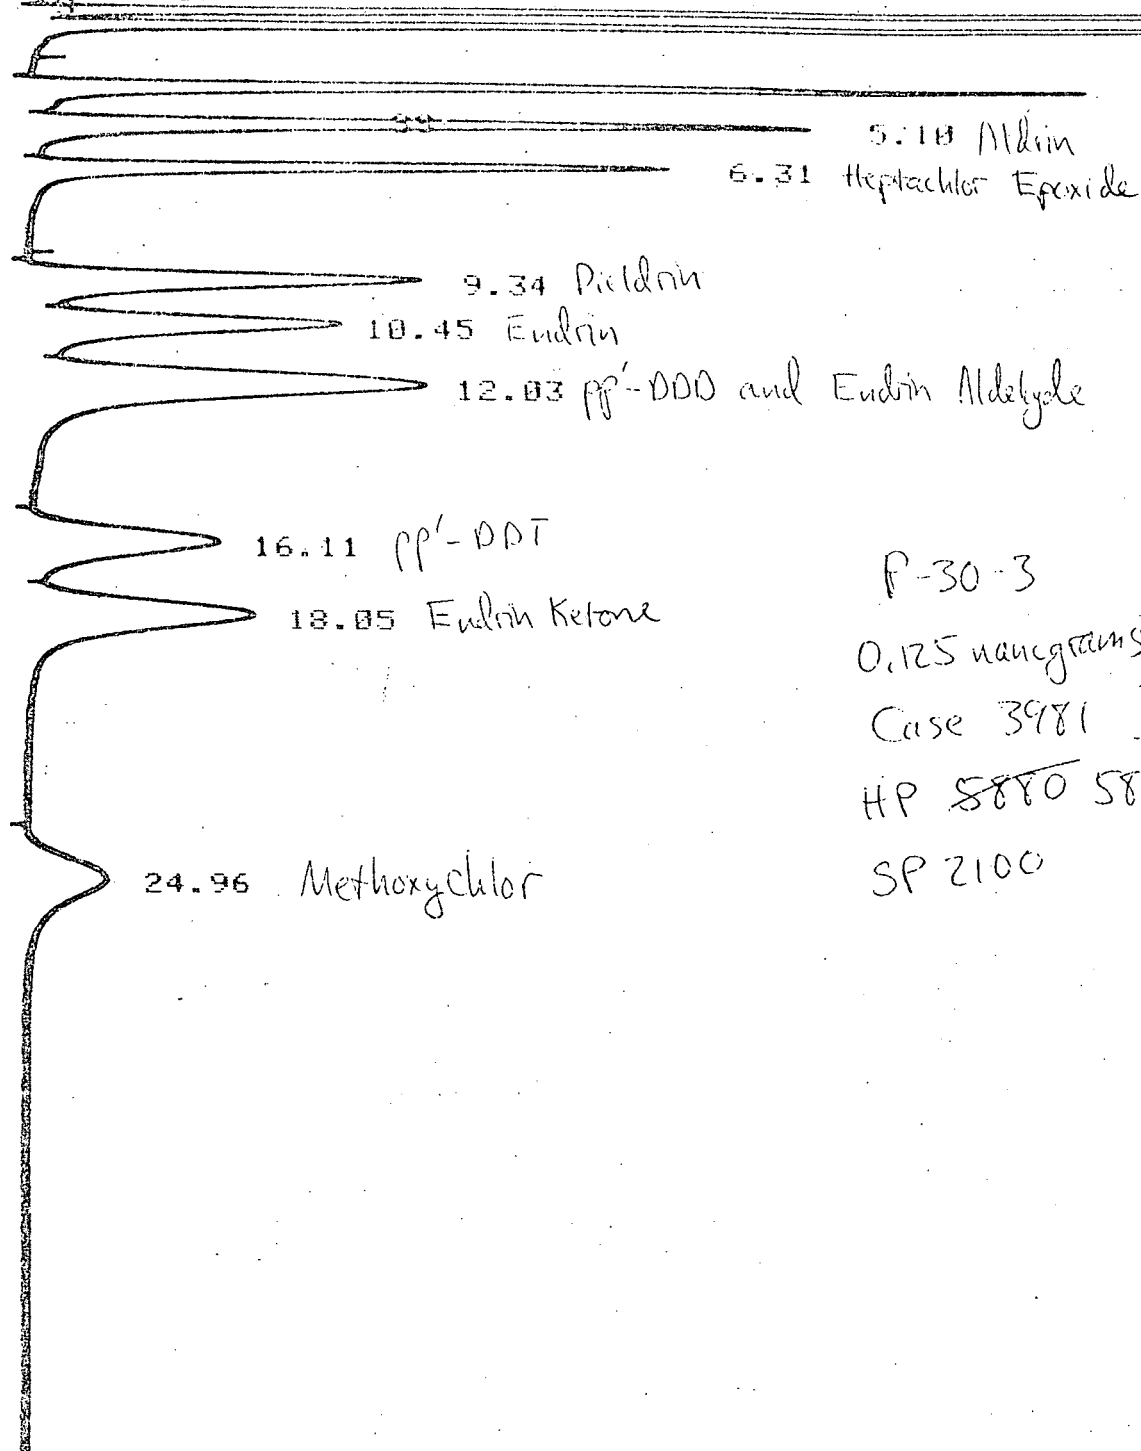 5.10 Aldrin
6.31 Heptachlor Epoxide
9.34 Dieldrin
10.45 Endrin
12.03 pp'-DDD and Endrin Aldehyde
16.11 pp'-DDT
18.05 Endrin Ketone
P-30-3
0.125 nanograms
Case 3981
HP 5880 58
24.96 Methoxychlor
SP 2100